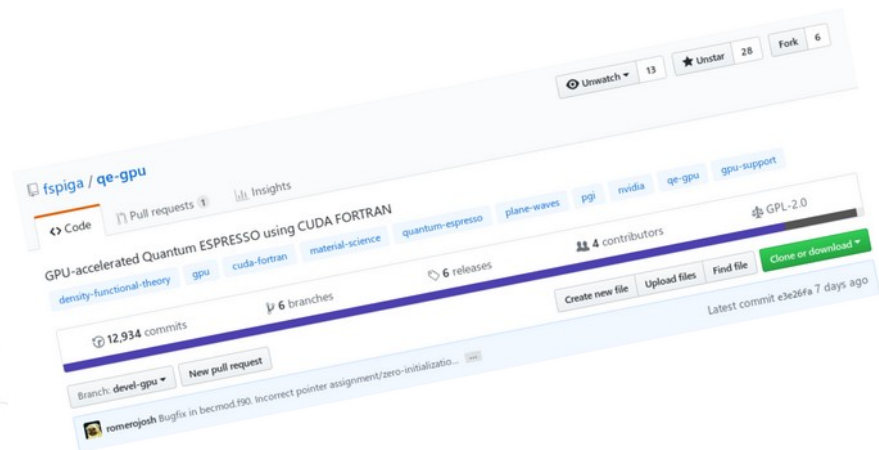 Unwatch 13 Unstar 28 Fork 6
fspiga / qe-gpu
Code Pull requests 1 Insights
GPU-accelerated Quantum ESPRESSO using CUDA FORTRAN
density-functional-theory gpu cuda-fortran material-science quantum-espresso plane-waves pgi nvidia qe-gpu gpu-support
12,934 commits 6 branches 6 releases 4 contributors GPL-2.0
Branch: devel-gpu New pull request Create new file Upload files Find file Clone or download
romerojosh Bugfix in becmod.f90. Incorrect pointer assignment/zero-initializatio... Latest commit e3e26fa 7 days ago